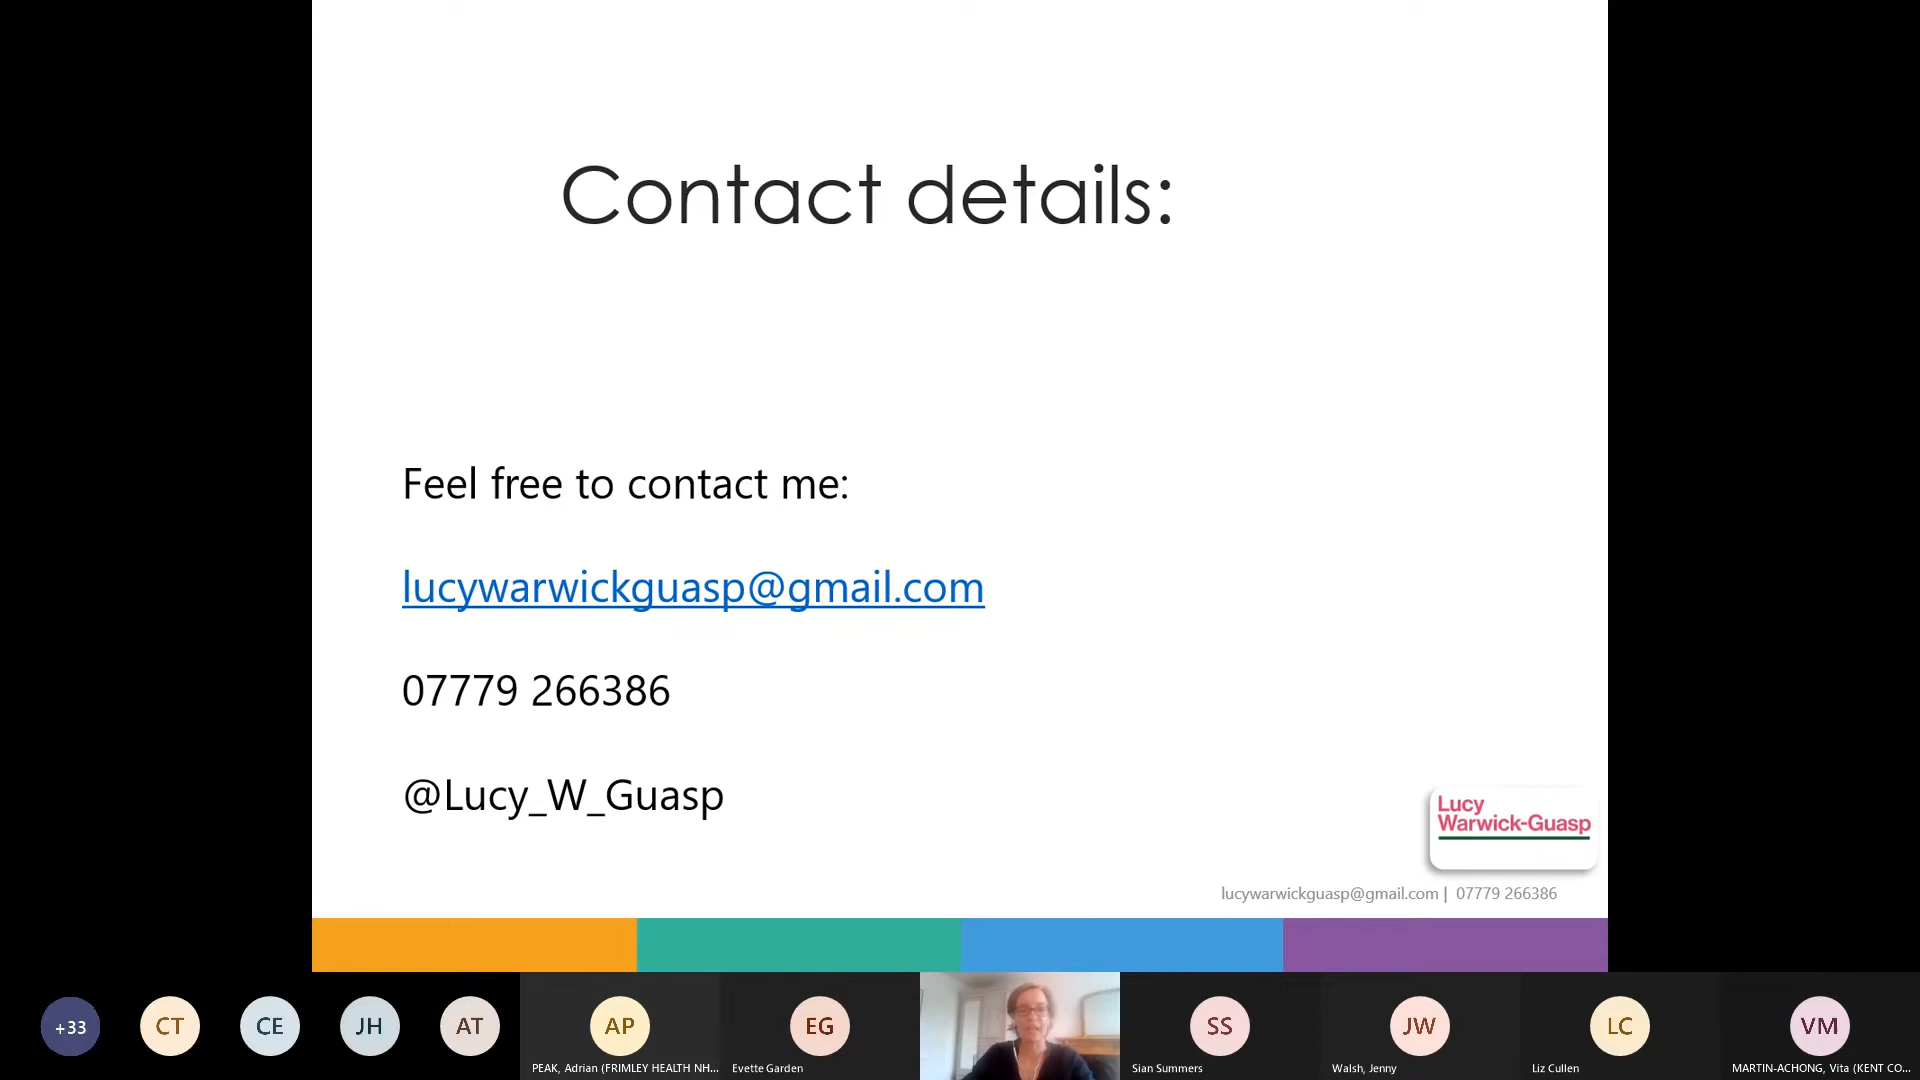 Contact details:
Feel free to contact me:
lucywarwickguasp@gmail.com
07779 266386
@Lucy_W_Guasp
Lucy
Warwick-Guasp
lucywarwickguasp@gmail.com | 07779 266386
+33
CT
CE
JH
AT
AP
EG
SS
JW
LC
VM
PEAK, Adrian (FRIMLEY HEALTH NH...
Evette Garden
Sian Summers
Walsh, Jenny
Liz Cullen
MARTIN-ACHONG, Vita (KENT CO...